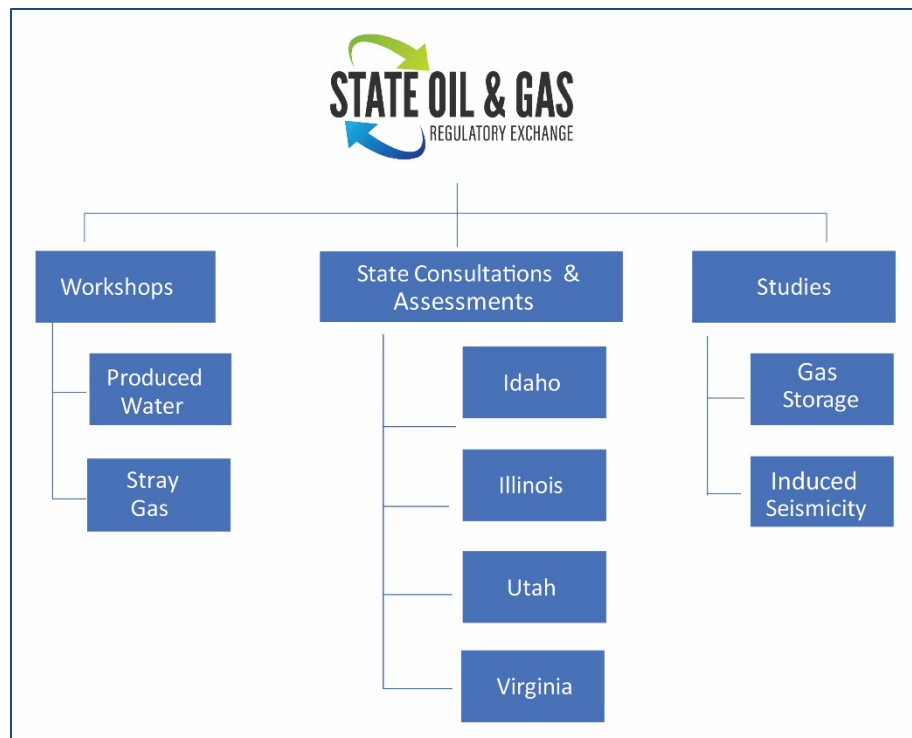 STATE OIL & GAS
REGULATORY EXCHANGE
Workshops
Produced
Water
Stray
Gas
State Consultations &
Assessments
Idaho
Illinois
Utah
Virginia
Studies
Gas
Storage
Induced
Seismicity